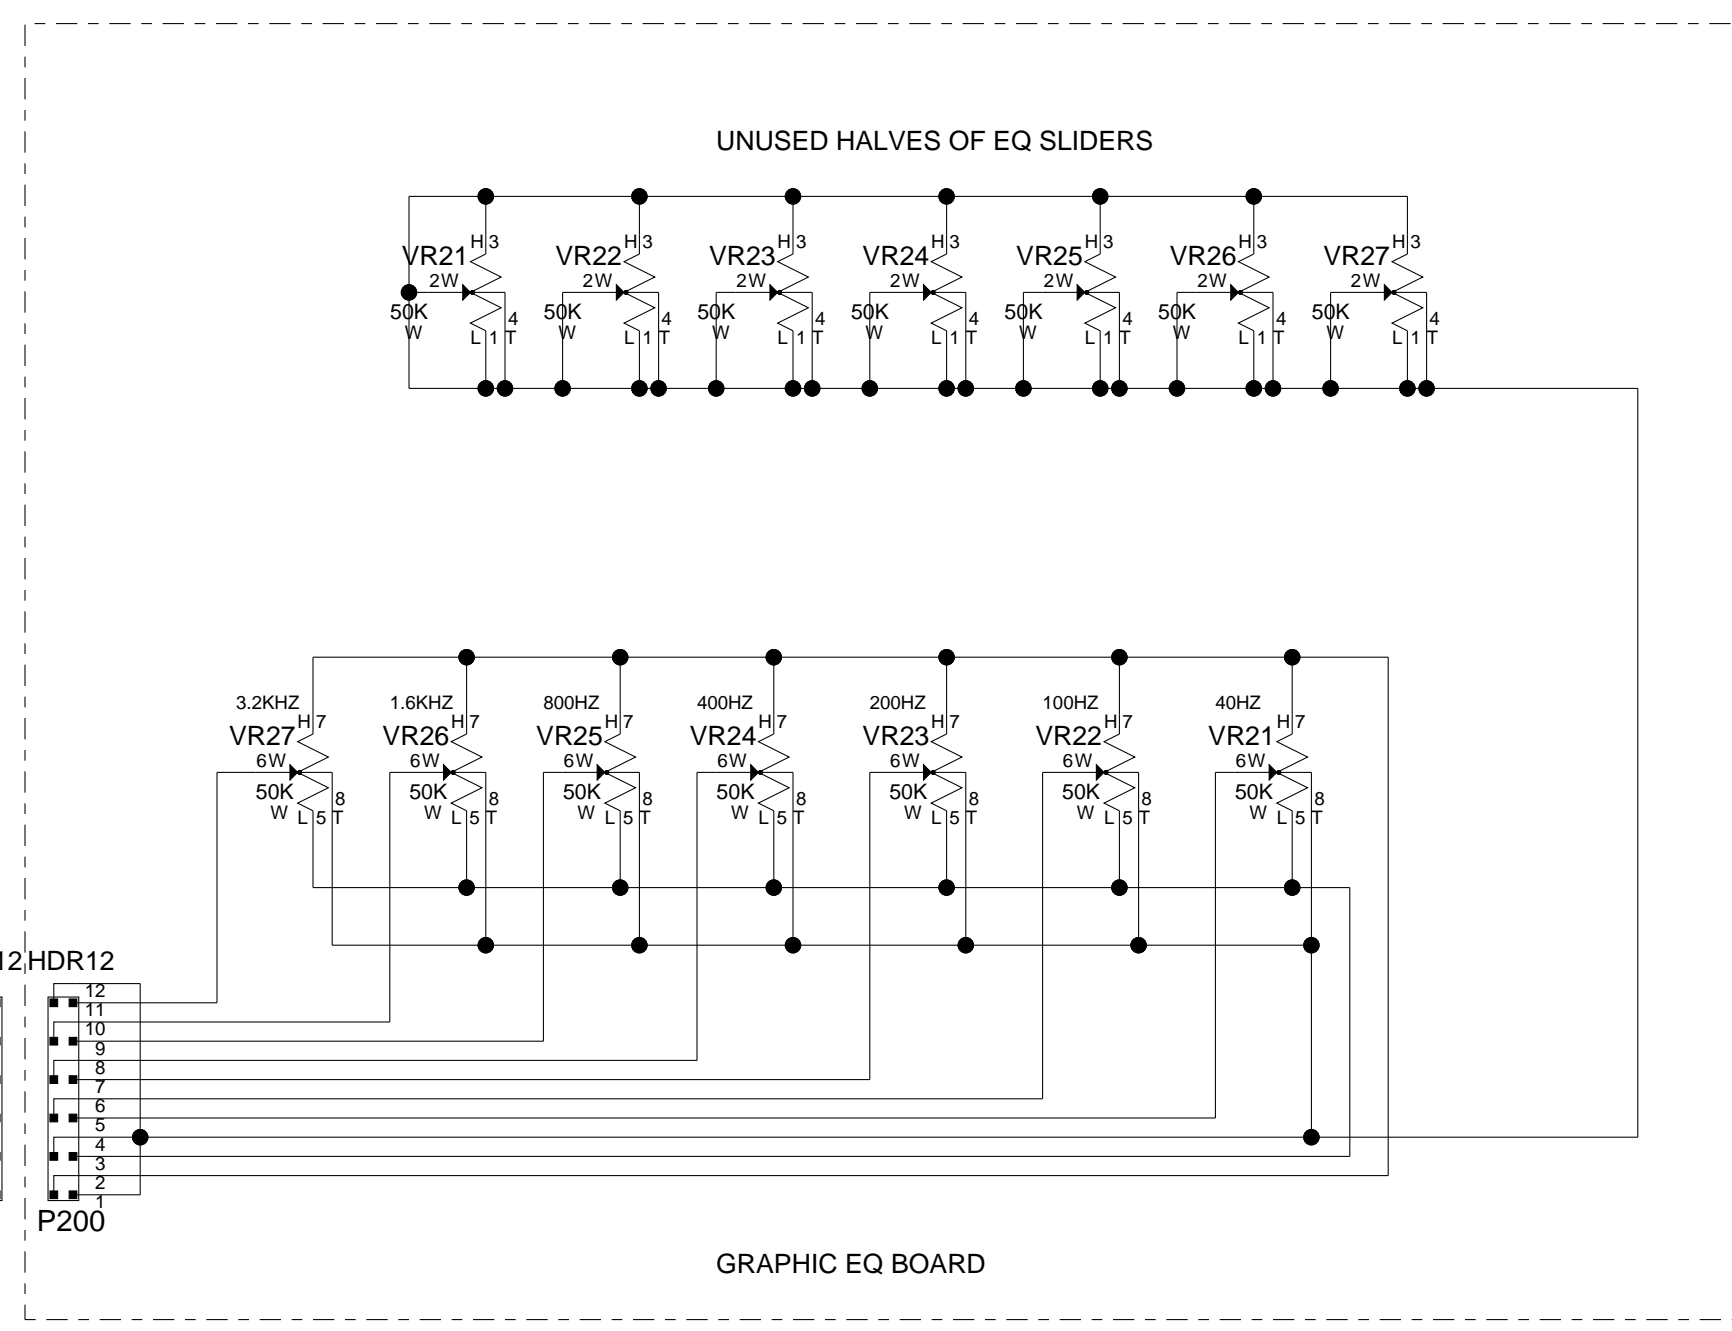 UNUSED HALVES OF EQ SLIDERS
H 3 H 3 H 3 H 3 H 3 H 3 H 3
VR21 VR22 VR23 VR24 VR25 VR26 VR27
2W 2W 2W 2W 2W 2W 2W
50K 50K 50K 50K 50K 50K 50K
4 4 4 4 4 4 4
W L 1 T W L 1 T W L 1 T W L 1 T W L 1 T W L 1 T W L 1 T
3.2KHZ 1.6KHZ 800HZ 400HZ 200HZ 100HZ 40HZ
H 7 H 7 H 7 H 7 H 7 H 7 H 7
VR27 VR26 VR25 VR24 VR23 VR22 VR21
6W 6W 6W 6W 6W 6W 6W
50K 8 50K 8 50K 8 50K 8 50K 8 50K 8 50K 8
W L 5 T W L 5 T W L 5 T W L 5 T W L 5 T W L 5 T W L 5 T
12 HDR12
12
11
10
9
8
7
6
5
4
3
2
1
P200
GRAPHIC EQ BOARD